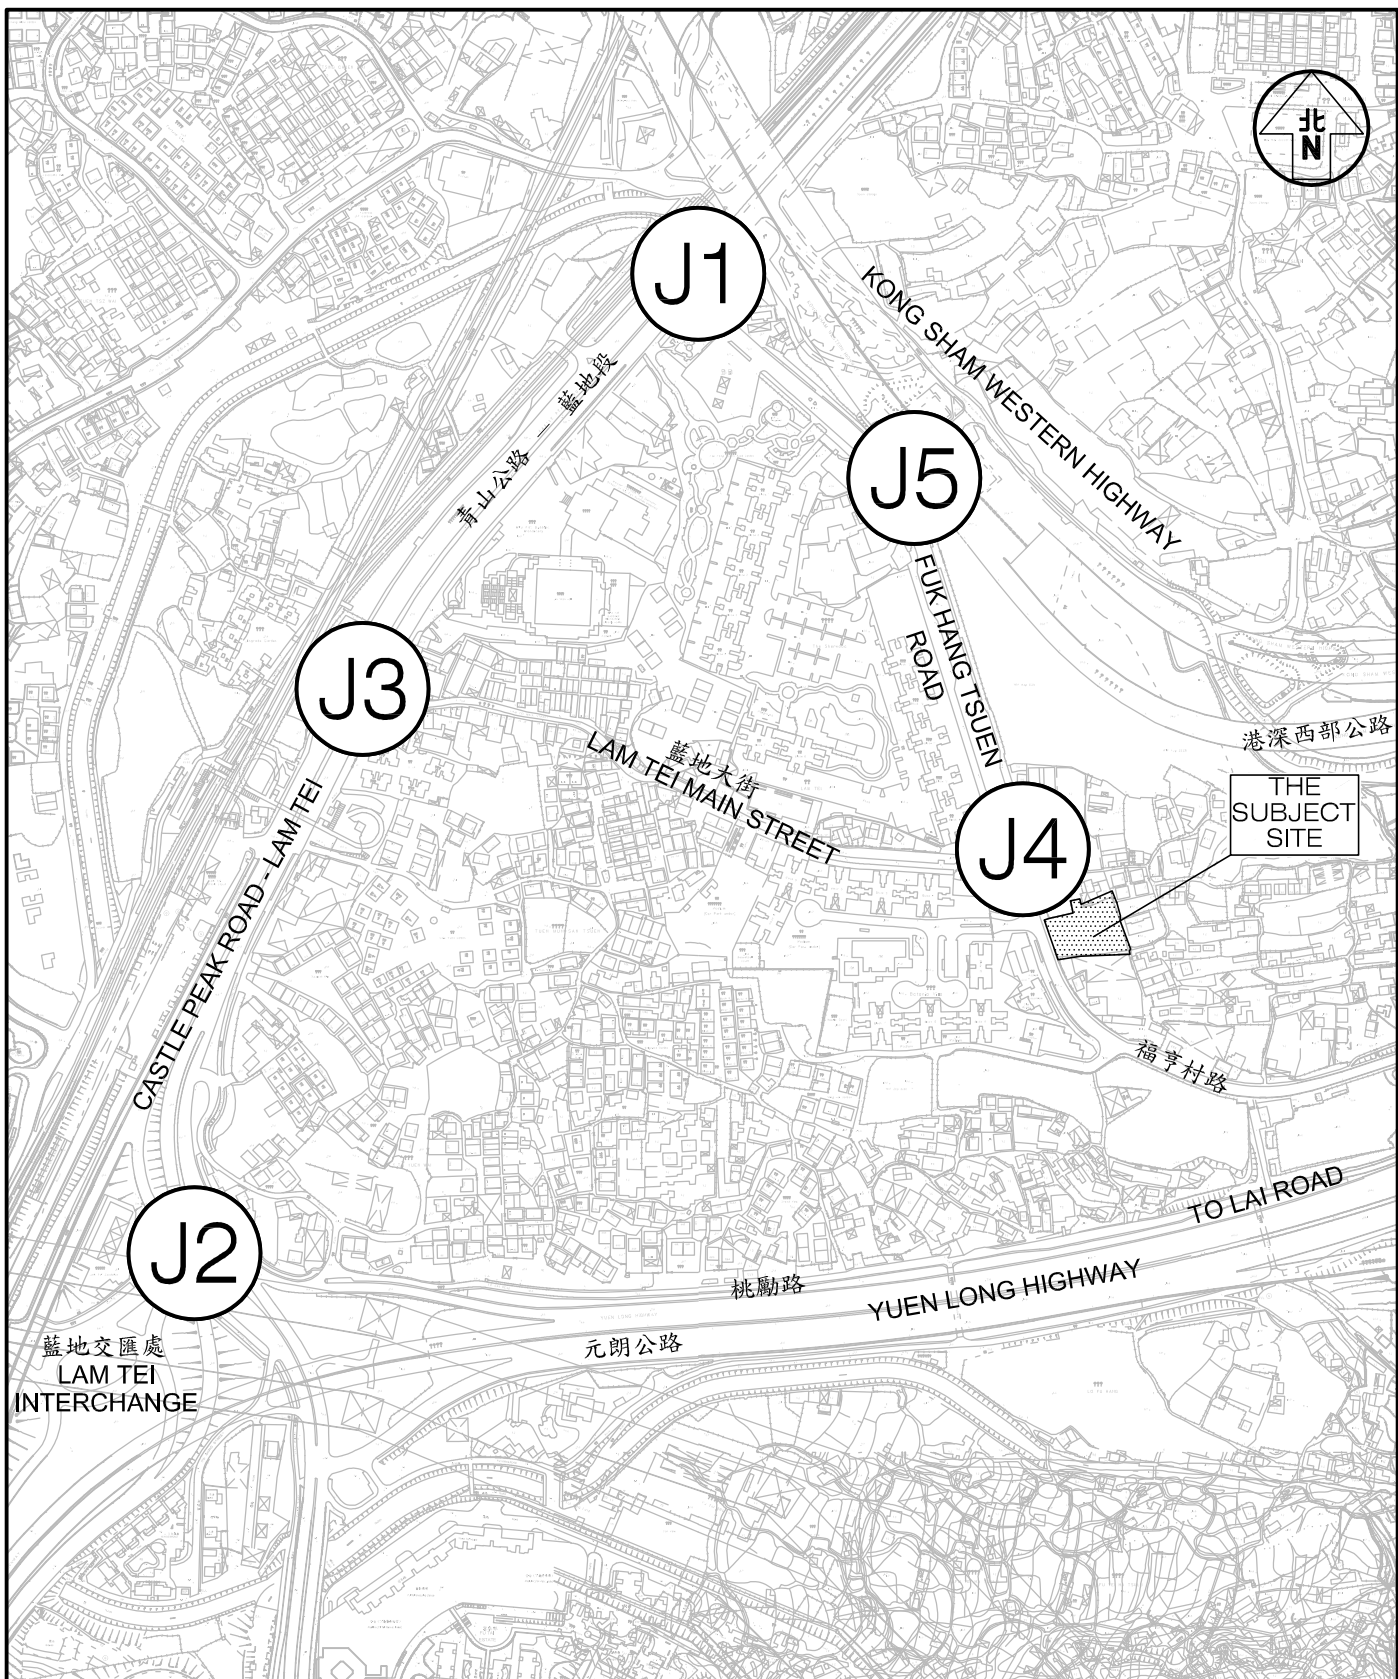 北
N
J1
KONG SHAM WESTERN HIGHWAY
青山公路 － 藍地段
J5
FUK HANG TSUEN
ROAD
J3
港深西部公路
藍地大街
LAM TEI MAIN STREET
THE
SUBJECT
SITE
J4
CASTLE PEAK ROAD - LAM TEI
福亨村路
TO LAI ROAD
J2
桃勵路
YUEN LONG HIGHWAY
元朗公路
藍地交匯處
LAM TEI
INTERCHANGE